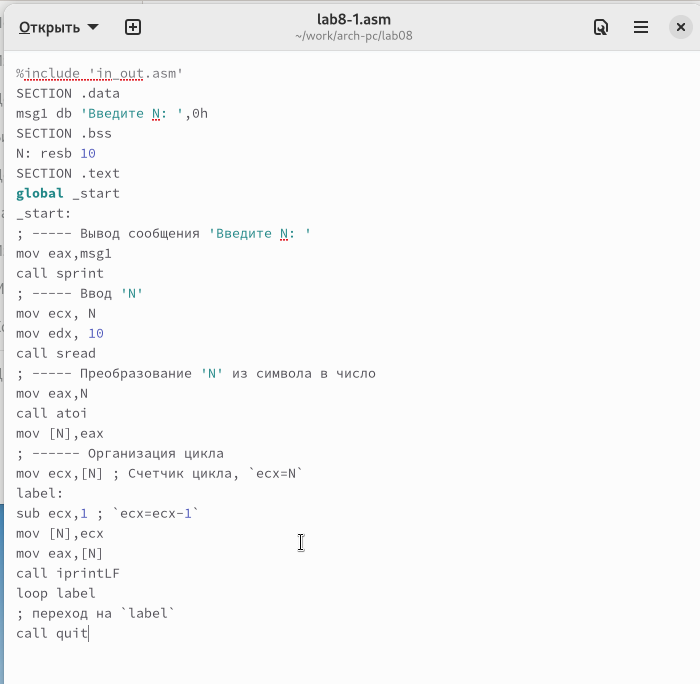 Открыть
lab8-1.asm
~/work/arch-pc/lab08
%include 'in_out.asm'
SECTION .data
msg1 db 'Введите N: ',0h
SECTION .bss
N: resb 10
SECTION .text
global _start
_start:
; ----- Вывод сообщения 'Введите N: '
mov eax,msg1
call sprint
; ----- Ввод 'N'
mov ecx, N
mov edx, 10
call sread
; ----- Преобразование 'N' из символа в число
mov eax,N
call atoi
mov [N],eax
; ------ Организация цикла
mov ecx,[N] ; Счетчик цикла, `ecx=N`
label:
sub ecx,1 ; `ecx=ecx-1`
mov [N],ecx
mov eax,[N]
call iprintLF
loop label
; переход на `label`
call quit